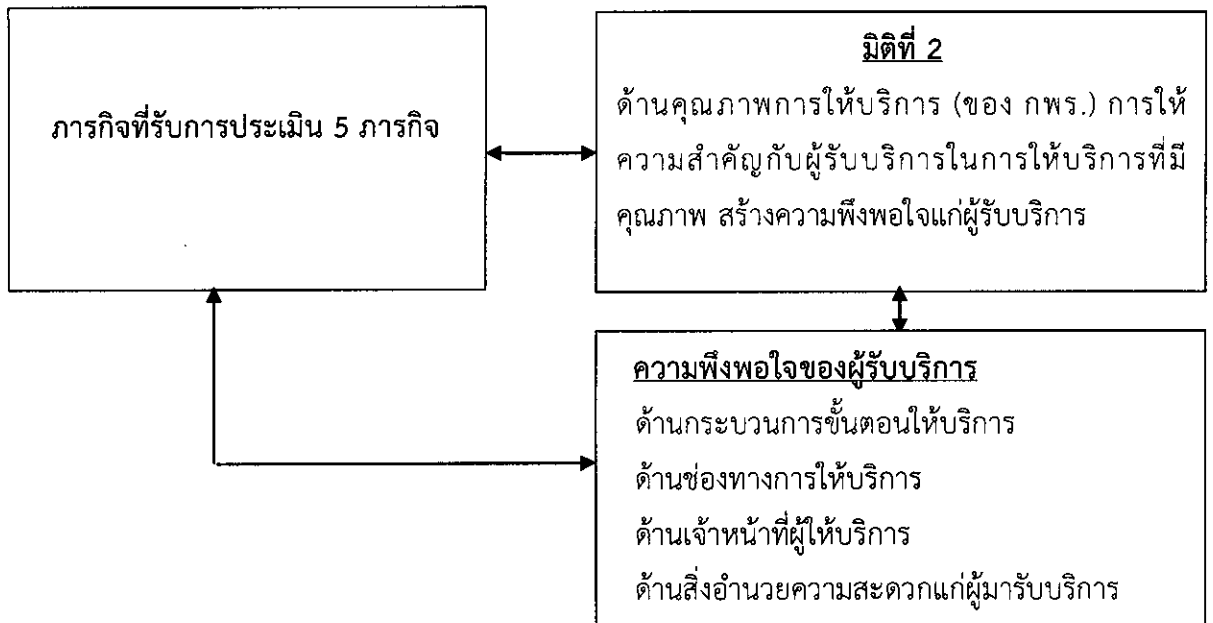 ภารกิจที่รับการประเมิน 5 ภารกิจ
มิติที่ 2
ด้านคุณภาพการให้บริการ (ของ กพร.) การให้
ความสำคัญกับผู้รับบริการในการให้บริการที่มี
คุณภาพ สร้างความพึงพอใจแก่ผู้รับบริการ
ความพึงพอใจของผู้รับบริการ
ด้านกระบวนการขั้นตอนให้บริการ
ด้านช่องทางการให้บริการ
ด้านเจ้าหน้าที่ผู้ให้บริการ
ด้านสิ่งอำนวยความสะดวกแก่ผู้มารับบริการ